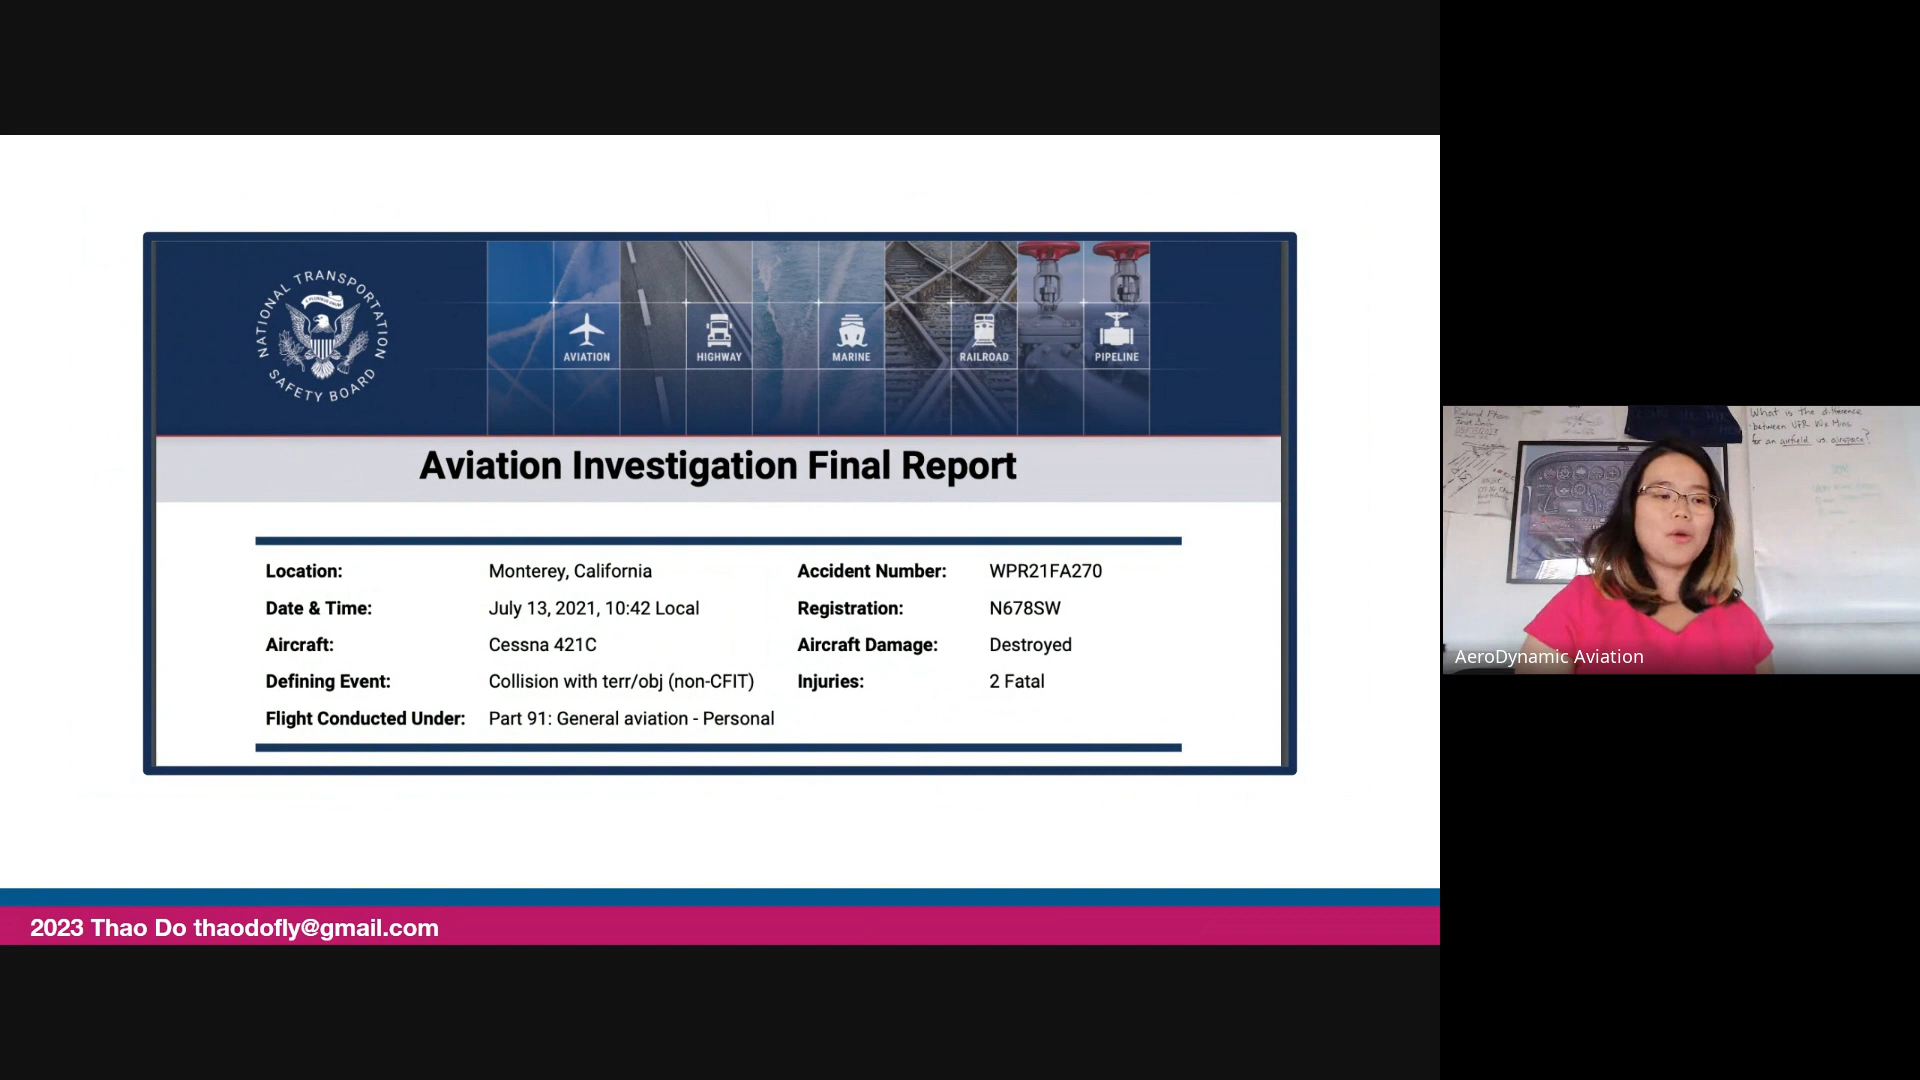 NATIONAL TRANSPORTATION
SAFETY BOARD
AVIATION
HIGHWAY
MARINE
RAILROAD
PIPELINE
Aviation Investigation Final Report
Location: Monterey, California Accident Number: WPR21FA270
Date & Time: July 13, 2021, 10:42 Local Registration: N678SW
Aircraft: Cessna 421C Aircraft Damage: Destroyed
Defining Event: Collision with terr/obj (non-CFIT) Injuries: 2 Fatal
Flight Conducted Under: Part 91: General aviation - Personal
2023 Thao Do thaodofly@gmail.com
What is the difference
between VFR Wx Mins
for an airfield vs airspace?
AeroDynamic Aviation